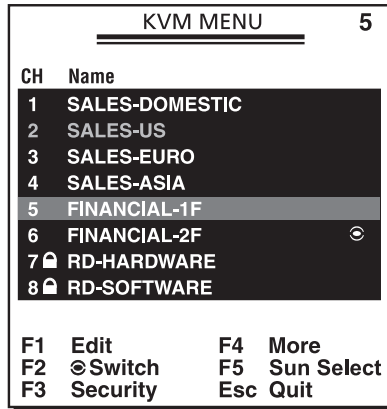 KVM MENU 5
CH Name
1 SALES-DOMESTIC
2 SALES-US
3 SALES-EURO
4 SALES-ASIA
5 FINANCIAL-1F
6 FINANCIAL-2F
7 RD-HARDWARE
8 RD-SOFTWARE
F1 Edit F4 More
F2 Switch F5 Sun Select
F3 Security Esc Quit